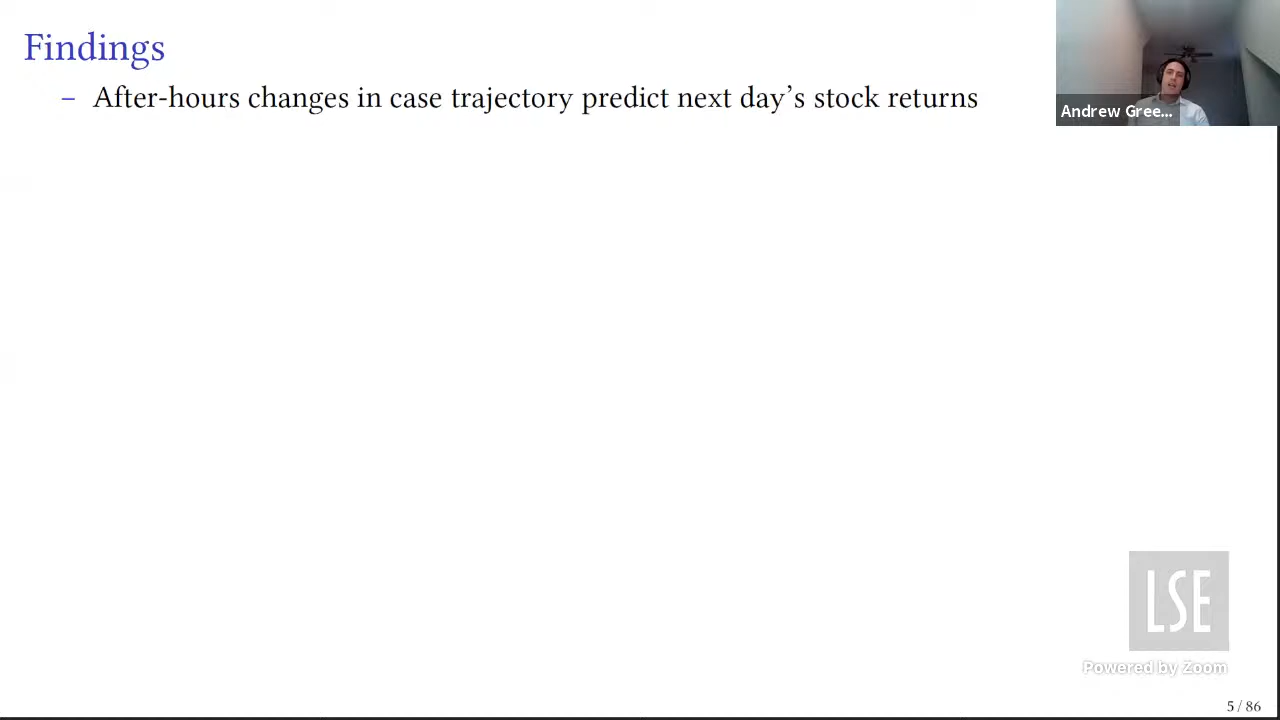 Findings
– After-hours changes in case trajectory predict next day’s stock returns
Andrew Gree...
LSE
Powered by Zoom
5 / 86